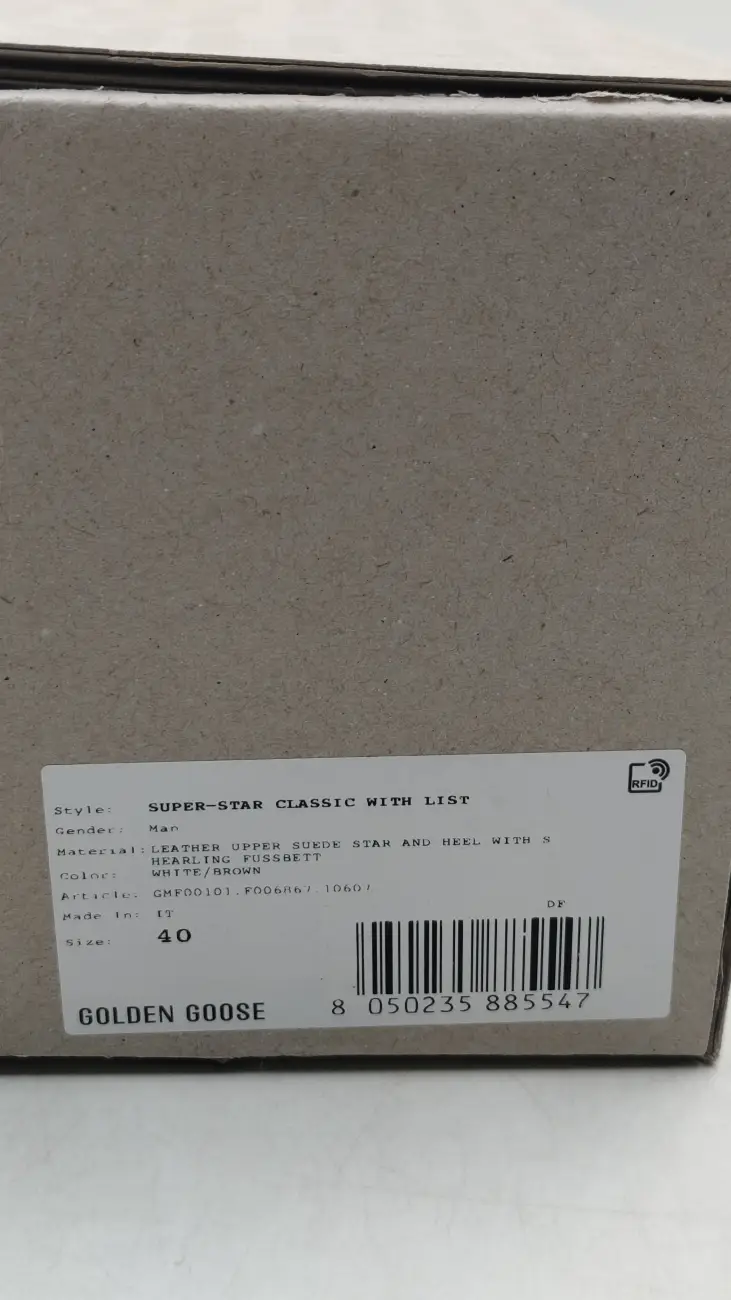 RFID
Style: SUPER-STAR CLASSIC WITH LIST
Gender: Man
Material: LEATHER UPPER SUEDE STAR AND HEEL WITH S
HEARLING FUSSBETT
Color: WHITE/BROWN
Article: GMF00101.F006867.10607
Made In: IT
DF
Size: 40
GOLDEN GOOSE
8 050235 885547